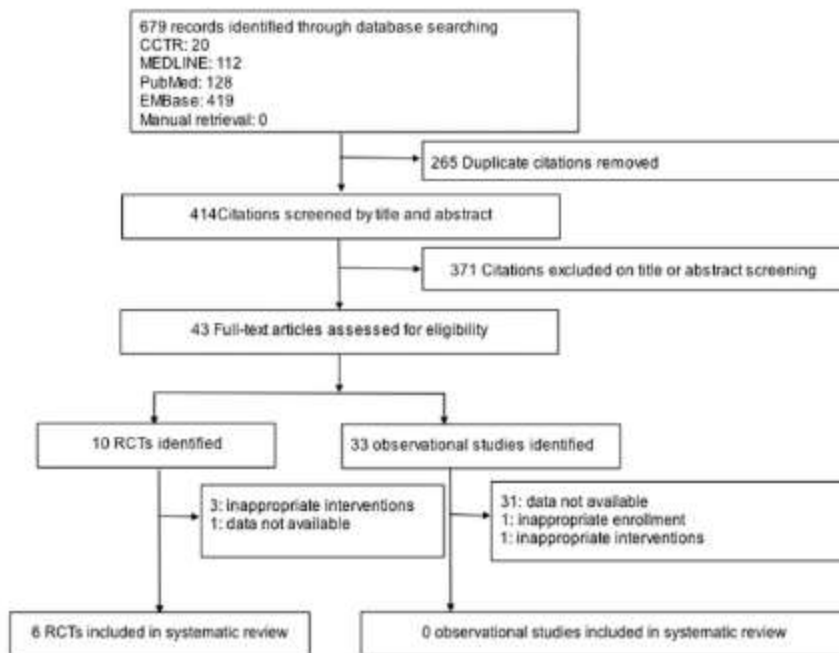 679 records identified through database searching
CCTR: 20
MEDLINE: 112
PubMed: 128
EMBase: 419
Manual retrieval: 0
265 Duplicate citations removed
414Citations screened by title and abstract
371 Citations excluded on title or abstract screening
43 Full-text articles assessed for eligibility
10 RCTs identified
33 observational studies identified
3: inappropriate interventions
1: data not available
31: data not available
1: inappropriate enrollment
1: inappropriate interventions
6 RCTs included in systematic review
0 observational studies included in systematic review